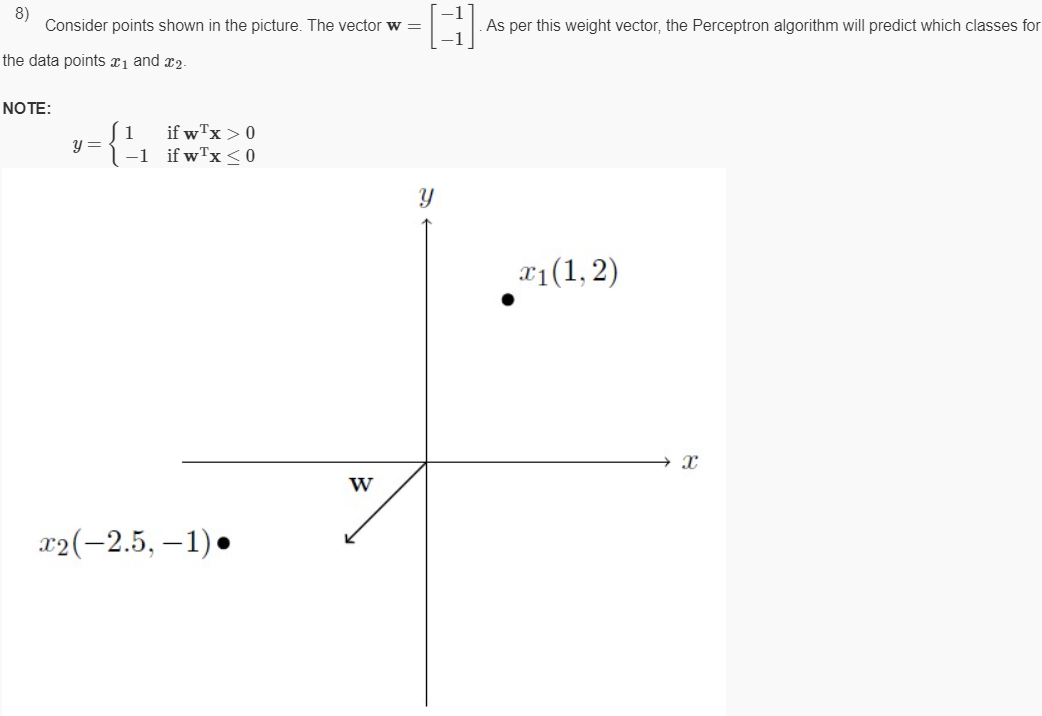 8)
Consider points shown in the picture. The vector w = [−1 −1]. As per this weight vector, the Perceptron algorithm will predict which classes for
the data points x₁ and x₂.
NOTE:
y = { 1 if wᵀx > 0
−1 if wᵀx ≤ 0
y
x₁(1, 2)
x
w
x₂(−2.5, −1)